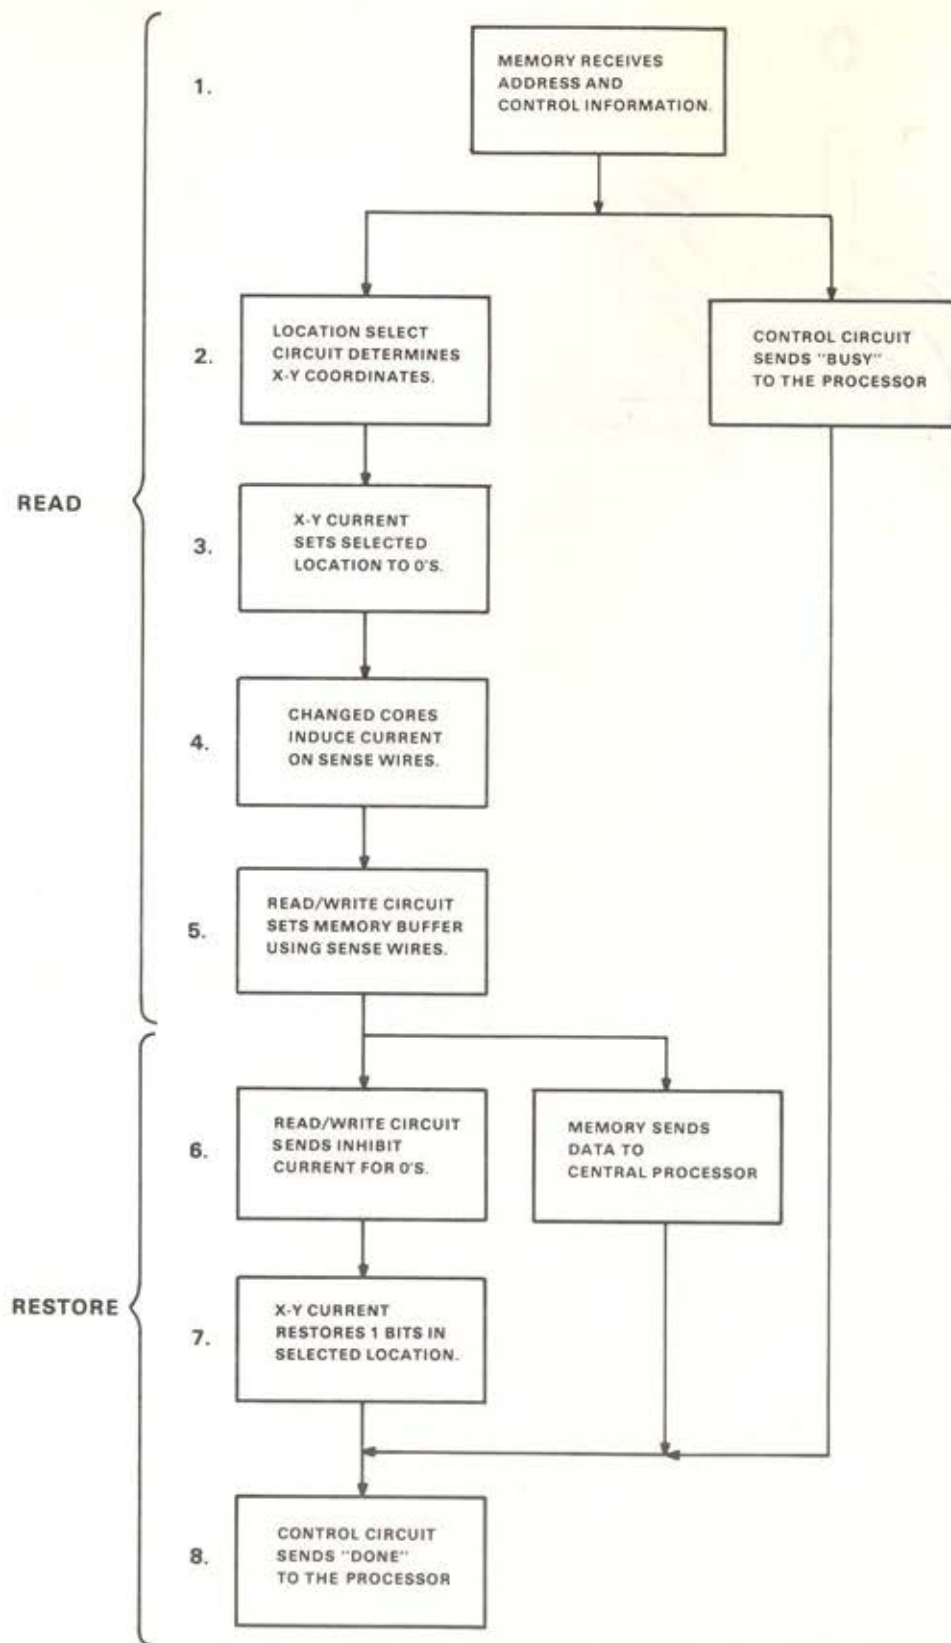 1.
MEMORY RECEIVES
ADDRESS AND
CONTROL INFORMATION.
2.
LOCATION SELECT
CIRCUIT DETERMINES
X-Y COORDINATES.
CONTROL CIRCUIT
SENDS "BUSY"
TO THE PROCESSOR
READ
3.
X-Y CURRENT
SETS SELECTED
LOCATION TO 0'S.
4.
CHANGED CORES
INDUCE CURRENT
ON SENSE WIRES.
5.
READ/WRITE CIRCUIT
SETS MEMORY BUFFER
USING SENSE WIRES.
6.
READ/WRITE CIRCUIT
SENDS INHIBIT
CURRENT FOR 0'S.
MEMORY SENDS
DATA TO
CENTRAL PROCESSOR
RESTORE
7.
X-Y CURRENT
RESTORES 1 BITS IN
SELECTED LOCATION.
8.
CONTROL CIRCUIT
SENDS "DONE"
TO THE PROCESSOR